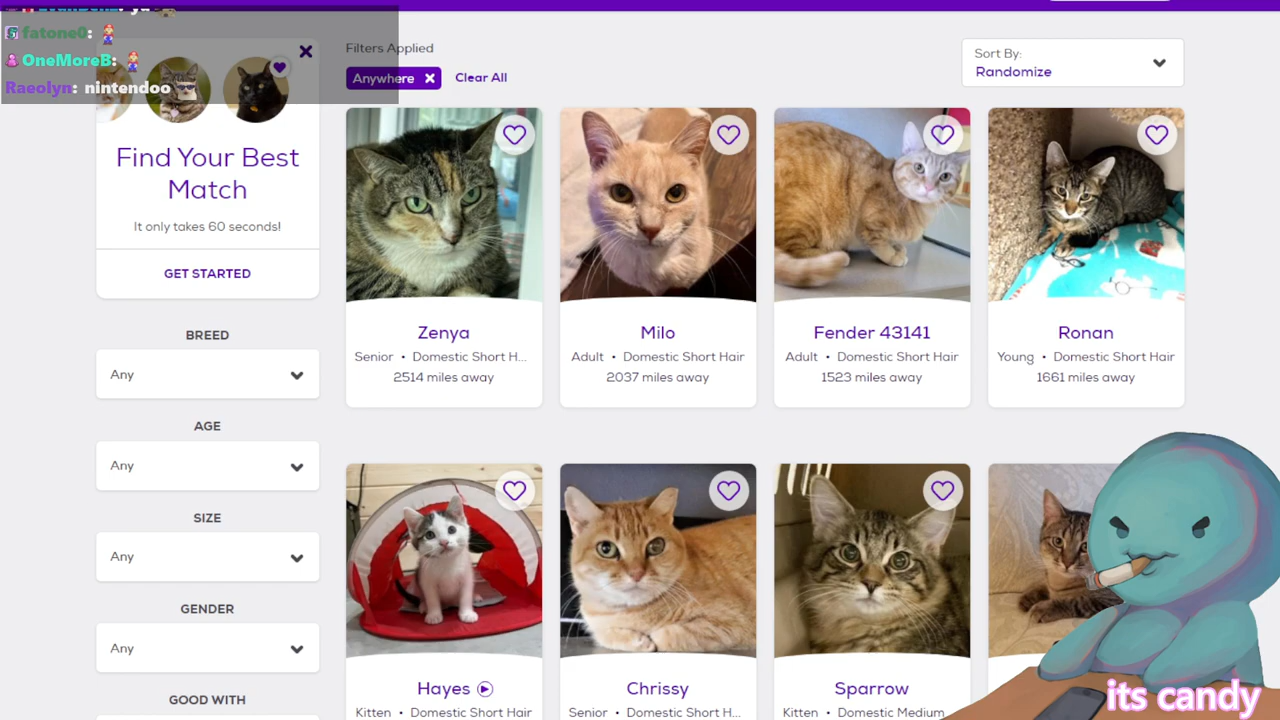 fatone0:
OneMoreB:
Raeolyn: nintendoo
Find Your Best
Match
It only takes 60 seconds!
GET STARTED
BREED
Any
AGE
Any
SIZE
Any
GENDER
Any
GOOD WITH
Filters Applied
Anywhere
Clear All
Sort By:
Randomize
Zenya
Senior • Domestic Short H...
2514 miles away
Milo
Adult • Domestic Short Hair
2037 miles away
Fender 43141
Adult • Domestic Short Hair
1523 miles away
Ronan
Young • Domestic Short Hair
1661 miles away
Hayes
Kitten • Domestic Short Hair
Chrissy
Senior • Domestic Short H...
Sparrow
Kitten • Domestic Medium
its candy